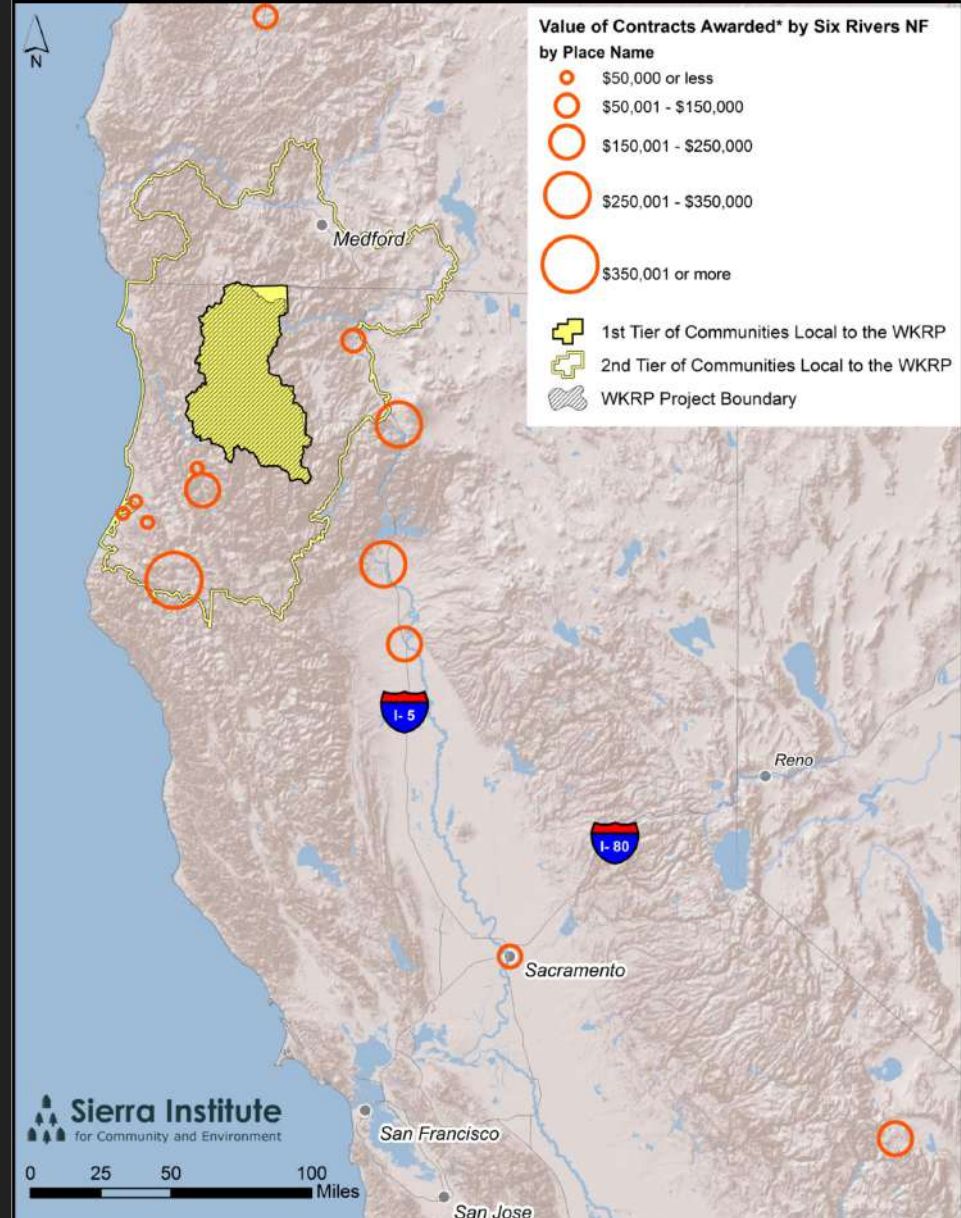 N
Value of Contracts Awarded* by Six Rivers NF
by Place Name
$50,000 or less
$50,001 - $150,000
$150,001 - $250,000
$250,001 - $350,000
$350,001 or more
1st Tier of Communities Local to the WKRP
2nd Tier of Communities Local to the WKRP
WKRP Project Boundary
Medford
I- 5
Reno
I- 80
Sacramento
San Francisco
San Jose
Sierra Institute
for Community and Environment
0 25 50 100
Miles